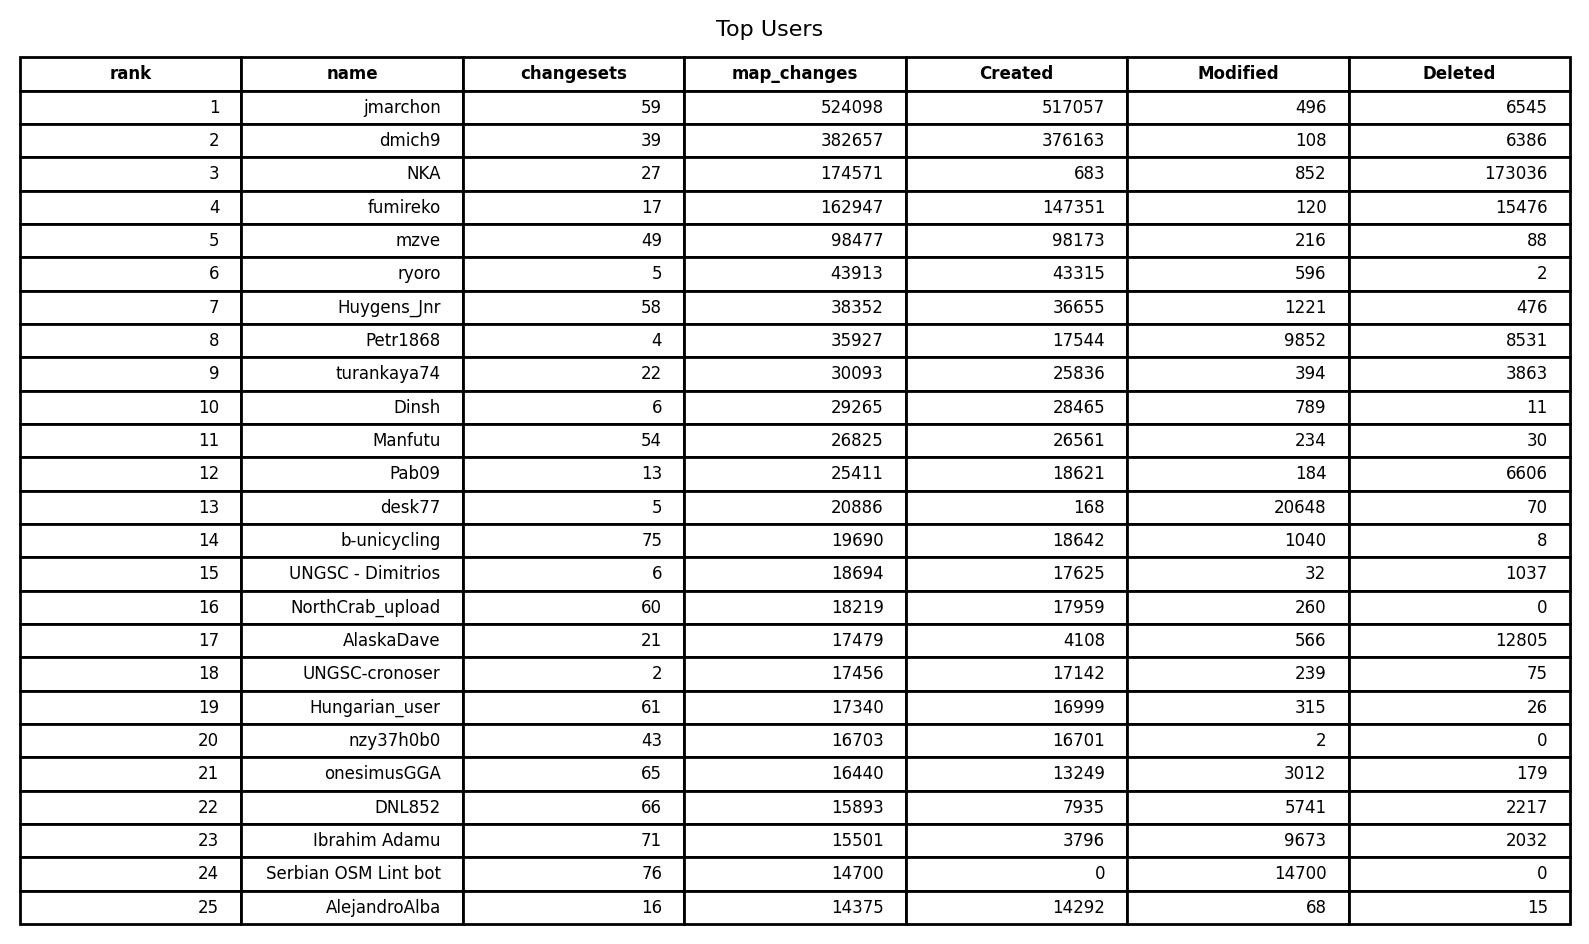 Top Users
rank name changesets map_changes Created Modified Deleted
1 jmarchon 59 524098 517057 496 6545
2 dmich9 39 382657 376163 108 6386
3 NKA 27 174571 683 852 173036
4 fumireko 17 162947 147351 120 15476
5 mzve 49 98477 98173 216 88
6 ryoro 5 43913 43315 596 2
7 Huygens_Jnr 58 38352 36655 1221 476
8 Petr1868 4 35927 17544 9852 8531
9 turankaya74 22 30093 25836 394 3863
10 Dinsh 6 29265 28465 789 11
11 Manfutu 54 26825 26561 234 30
12 Pab09 13 25411 18621 184 6606
13 desk77 5 20886 168 20648 70
14 b-unicycling 75 19690 18642 1040 8
15 UNGSC - Dimitrios 6 18694 17625 32 1037
16 NorthCrab_upload 60 18219 17959 260 0
17 AlaskaDave 21 17479 4108 566 12805
18 UNGSC-cronoser 2 17456 17142 239 75
19 Hungarian_user 61 17340 16999 315 26
20 nzy37h0b0 43 16703 16701 2 0
21 onesimusGGA 65 16440 13249 3012 179
22 DNL852 66 15893 7935 5741 2217
23 Ibrahim Adamu 71 15501 3796 9673 2032
24 Serbian OSM Lint bot 76 14700 0 14700 0
25 AlejandroAlba 16 14375 14292 68 15